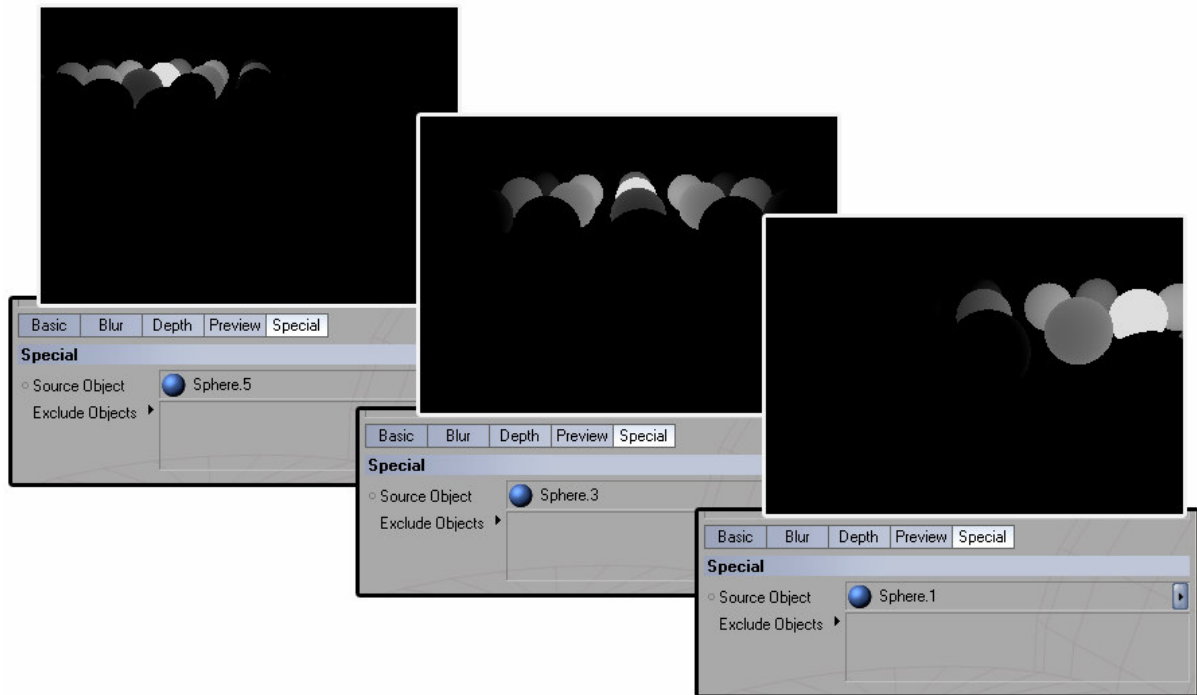 Basic Blur Depth Preview Special
Special
Source Object Sphere.5
Exclude Objects
Basic Blur Depth Preview Special
Special
Source Object Sphere.3
Exclude Objects
Basic Blur Depth Preview Special
Special
Source Object Sphere.1
Exclude Objects